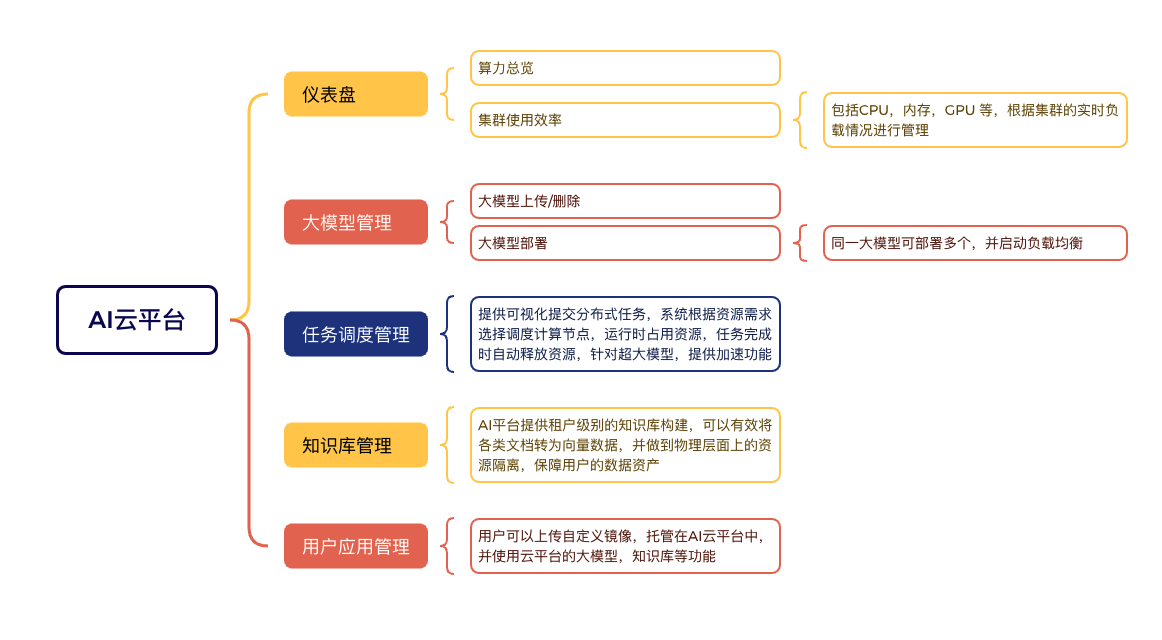 AI云平台
仪表盘
算力总览
集群使用效率
包括CPU，内存，GPU 等，根据集群的实时负
载情况进行管理
大模型管理
大模型上传/删除
大模型部署
同一大模型可部署多个，并启动负载均衡
任务调度管理
提供可视化提交分布式任务，系统根据资源需求
选择调度计算节点，运行时占用资源，任务完成
时自动释放资源，针对超大模型，提供加速功能
知识库管理
AI平台提供租户级别的知识库构建，可以有效将
各类文档转为向量数据，并做到物理层面上的资
源隔离，保障用户的数据资产
用户应用管理
用户可以上传自定义镜像，托管在AI云平台中，
并使用云平台的大模型，知识库等功能